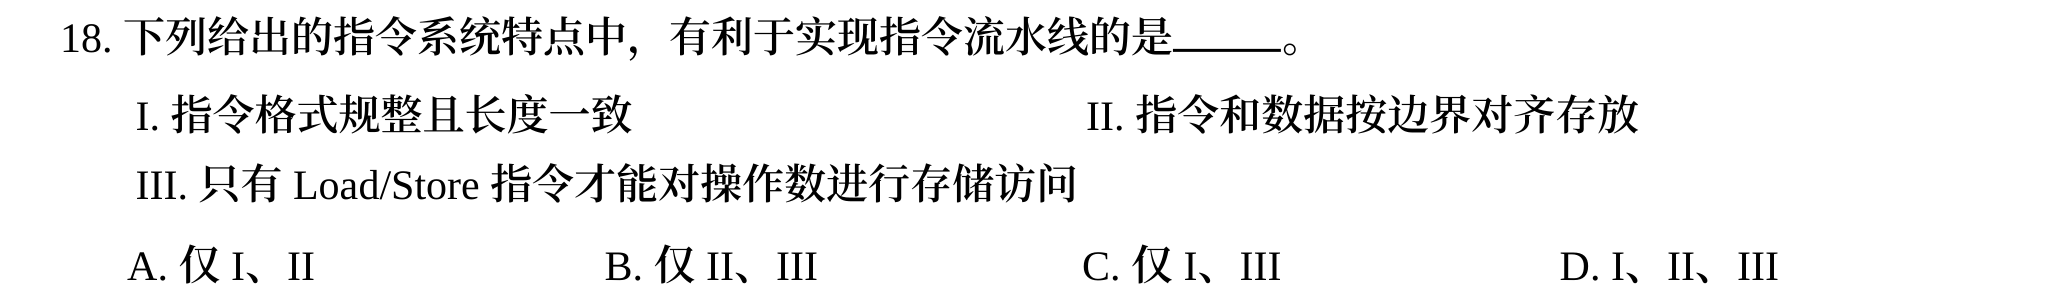 18. 下列给出的指令系统特点中，有利于实现指令流水线的是_____。
I. 指令格式规整且长度一致 II. 指令和数据按边界对齐存放
III. 只有 Load/Store 指令才能对操作数进行存储访问
A. 仅 I、II B. 仅 II、III C. 仅 I、III D. I、II、III